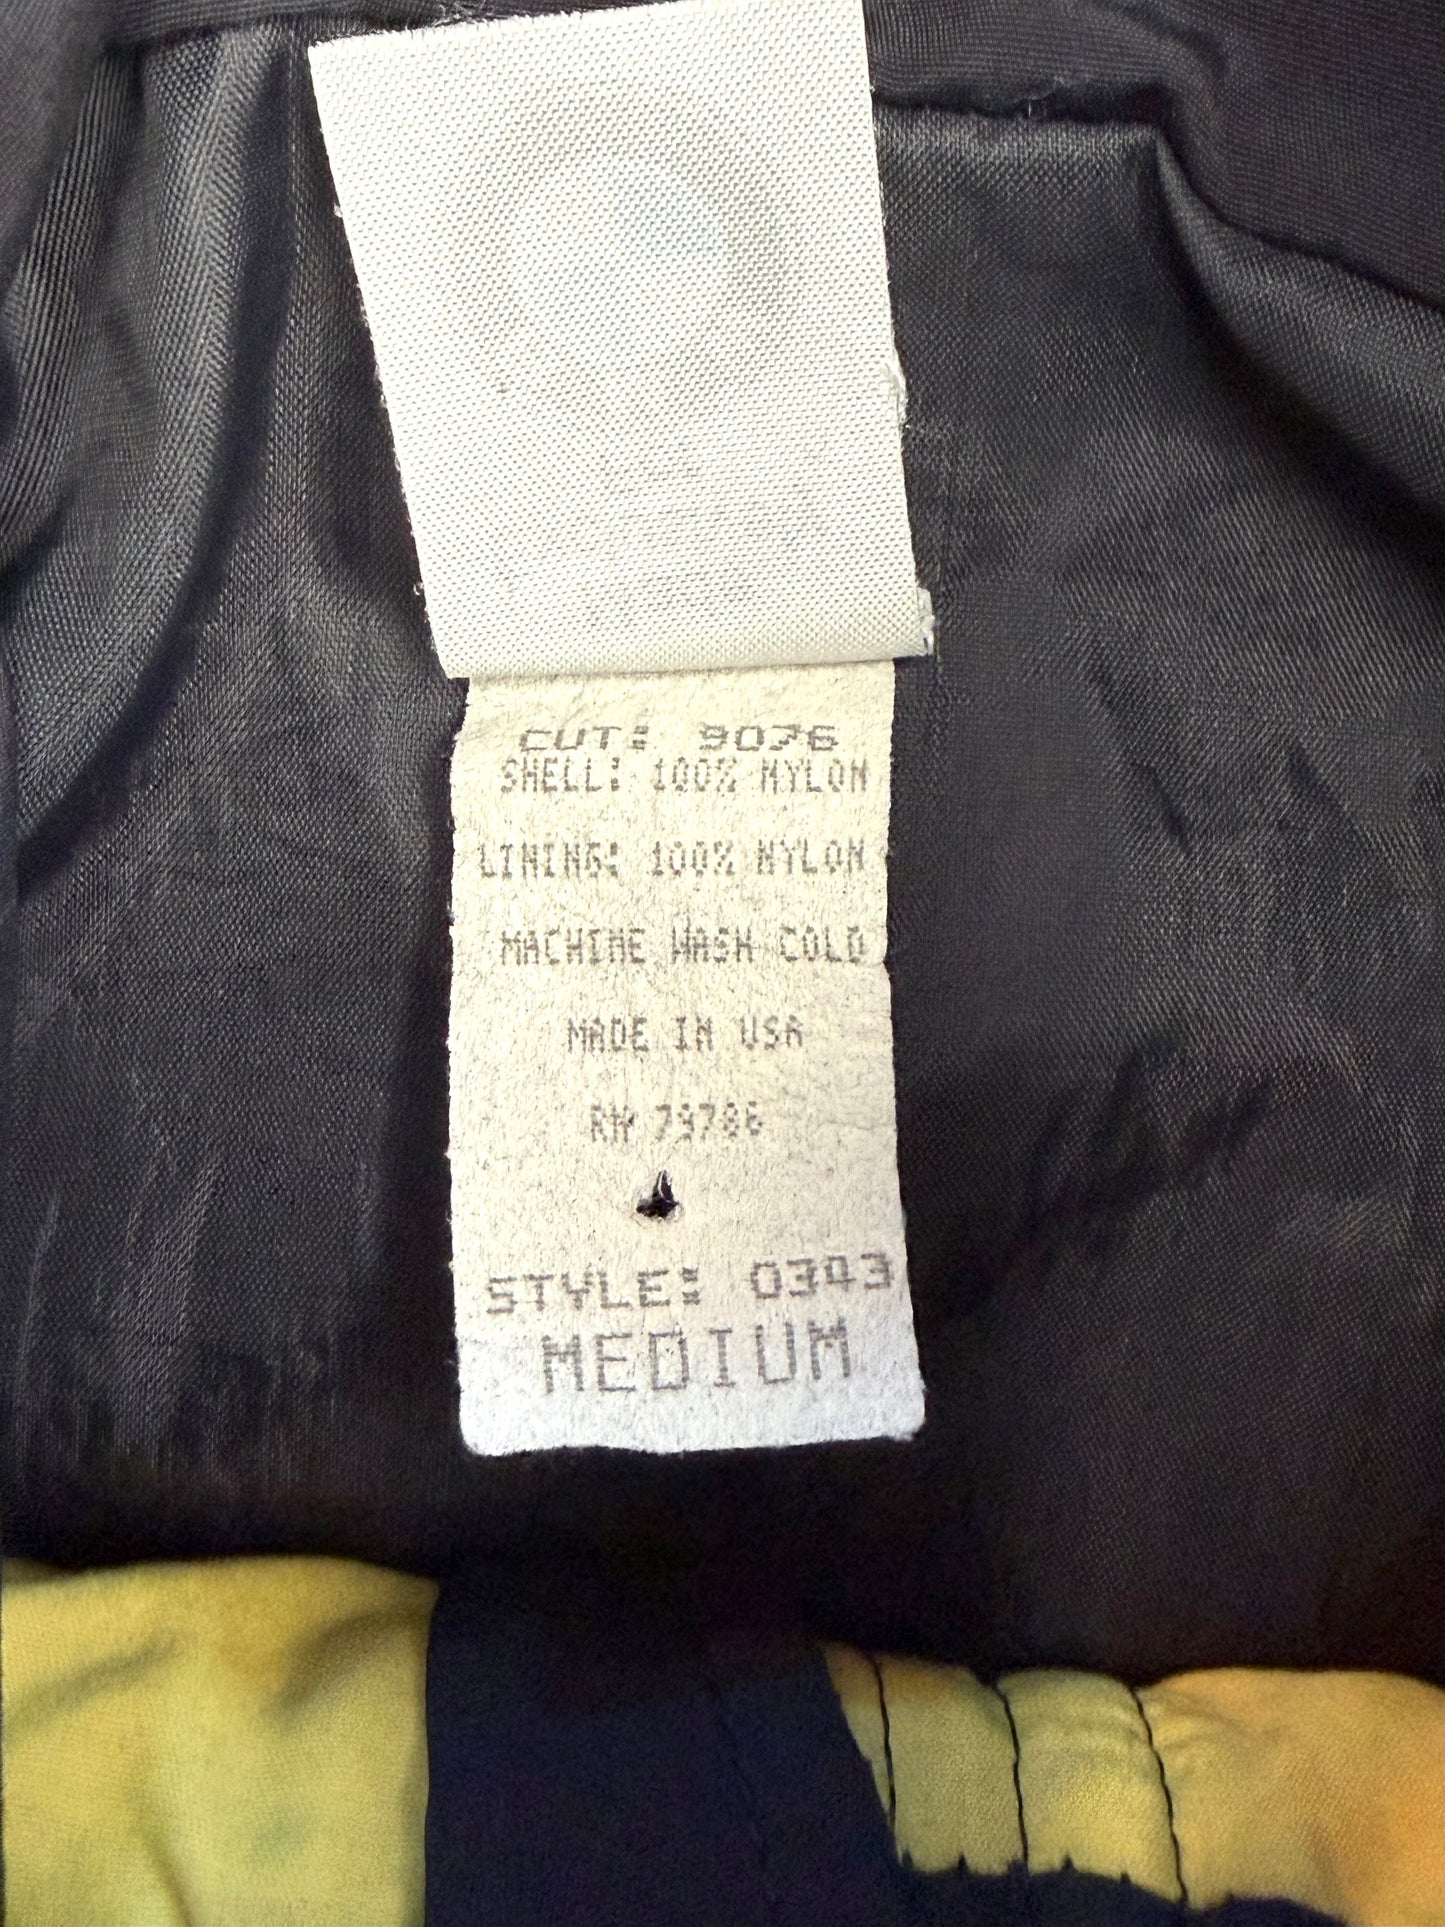 CUT: 9076
SHELL: 100% NYLON
LINING: 100% NYLON
MACHINE WASH COLD
MADE IN USA
RN 79786
STYLE: 0343
MEDIUM